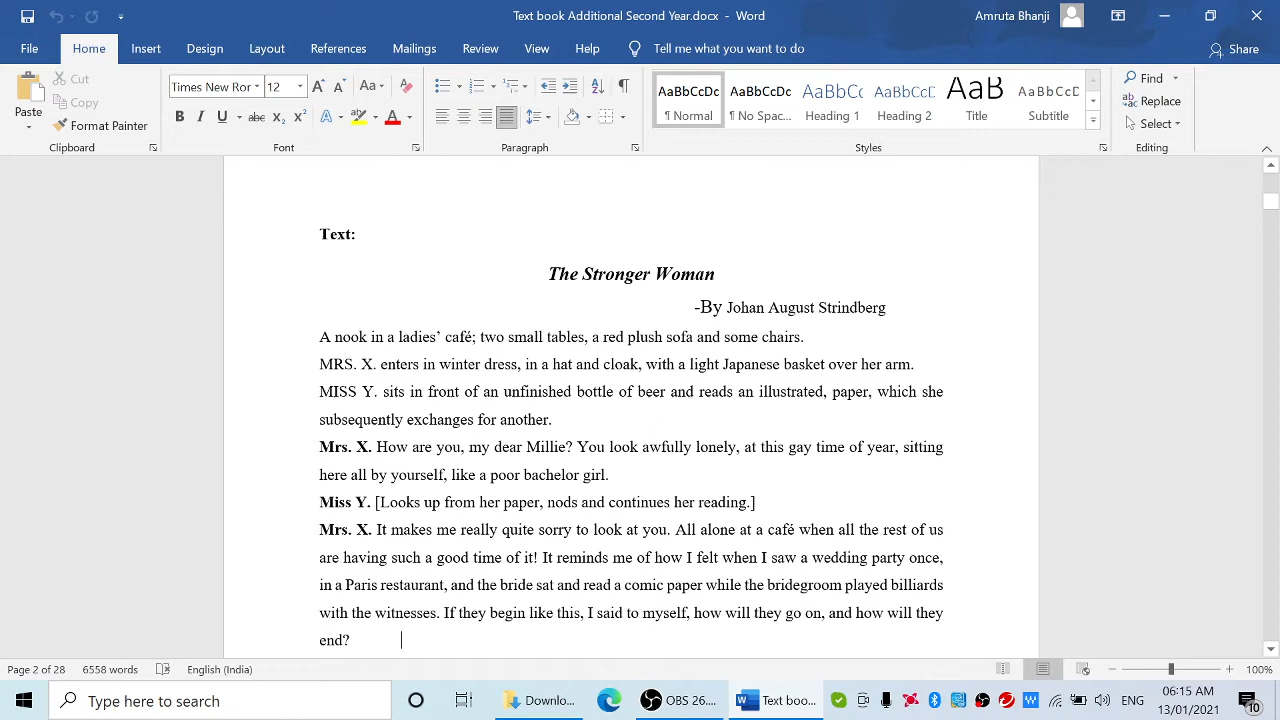 Text book Additional Second Year.docx - Word
Amruta Bhanji
File Home Insert Design Layout References Mailings Review View Help Tell me what you want to do Share
Paste
Cut
Copy
Format Painter
Clipboard
Times New Ror 12
Aa
B I U abc x₂ x² A A
Font
Paragraph
AaBbCcDc AaBbCcDc AaBbCc AaBbCcC AaB AaBbCcD
¶ Normal ¶ No Spac... Heading 1 Heading 2 Title Subtitle
Styles
Find
Replace
Select
Editing
Text:
The Stronger Woman
-By Johan August Strindberg
A nook in a ladies’ café; two small tables, a red plush sofa and some chairs.
MRS. X. enters in winter dress, in a hat and cloak, with a light Japanese basket over her arm.
MISS Y. sits in front of an unfinished bottle of beer and reads an illustrated, paper, which she
subsequently exchanges for another.
Mrs. X. How are you, my dear Millie? You look awfully lonely, at this gay time of year, sitting
here all by yourself, like a poor bachelor girl.
Miss Y. [Looks up from her paper, nods and continues her reading.]
Mrs. X. It makes me really quite sorry to look at you. All alone at a café when all the rest of us
are having such a good time of it! It reminds me of how I felt when I saw a wedding party once,
in a Paris restaurant, and the bride sat and read a comic paper while the bridegroom played billiards
with the witnesses. If they begin like this, I said to myself, how will they go on, and how will they
end?
Page 2 of 28 6558 words English (India) 100%
Type here to search
Downlo...
OBS 26....
Text boo...
ENG
06:15 AM
13/01/2021
10